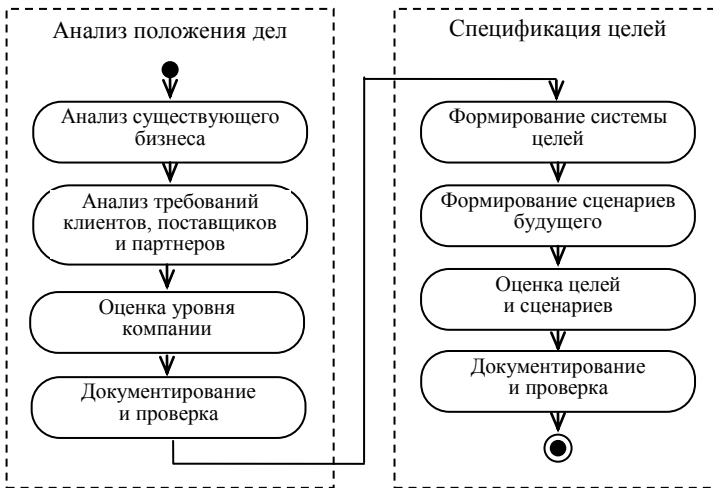 Анализ положения дел
Анализ существующего
бизнеса
Анализ требований
клиентов, поставщиков
и партнеров
Оценка уровня
компании
Документирование
и проверка
Спецификация целей
Формирование системы
целей
Формирование сценариев
будущего
Оценка целей
и сценариев
Документирование
и проверка